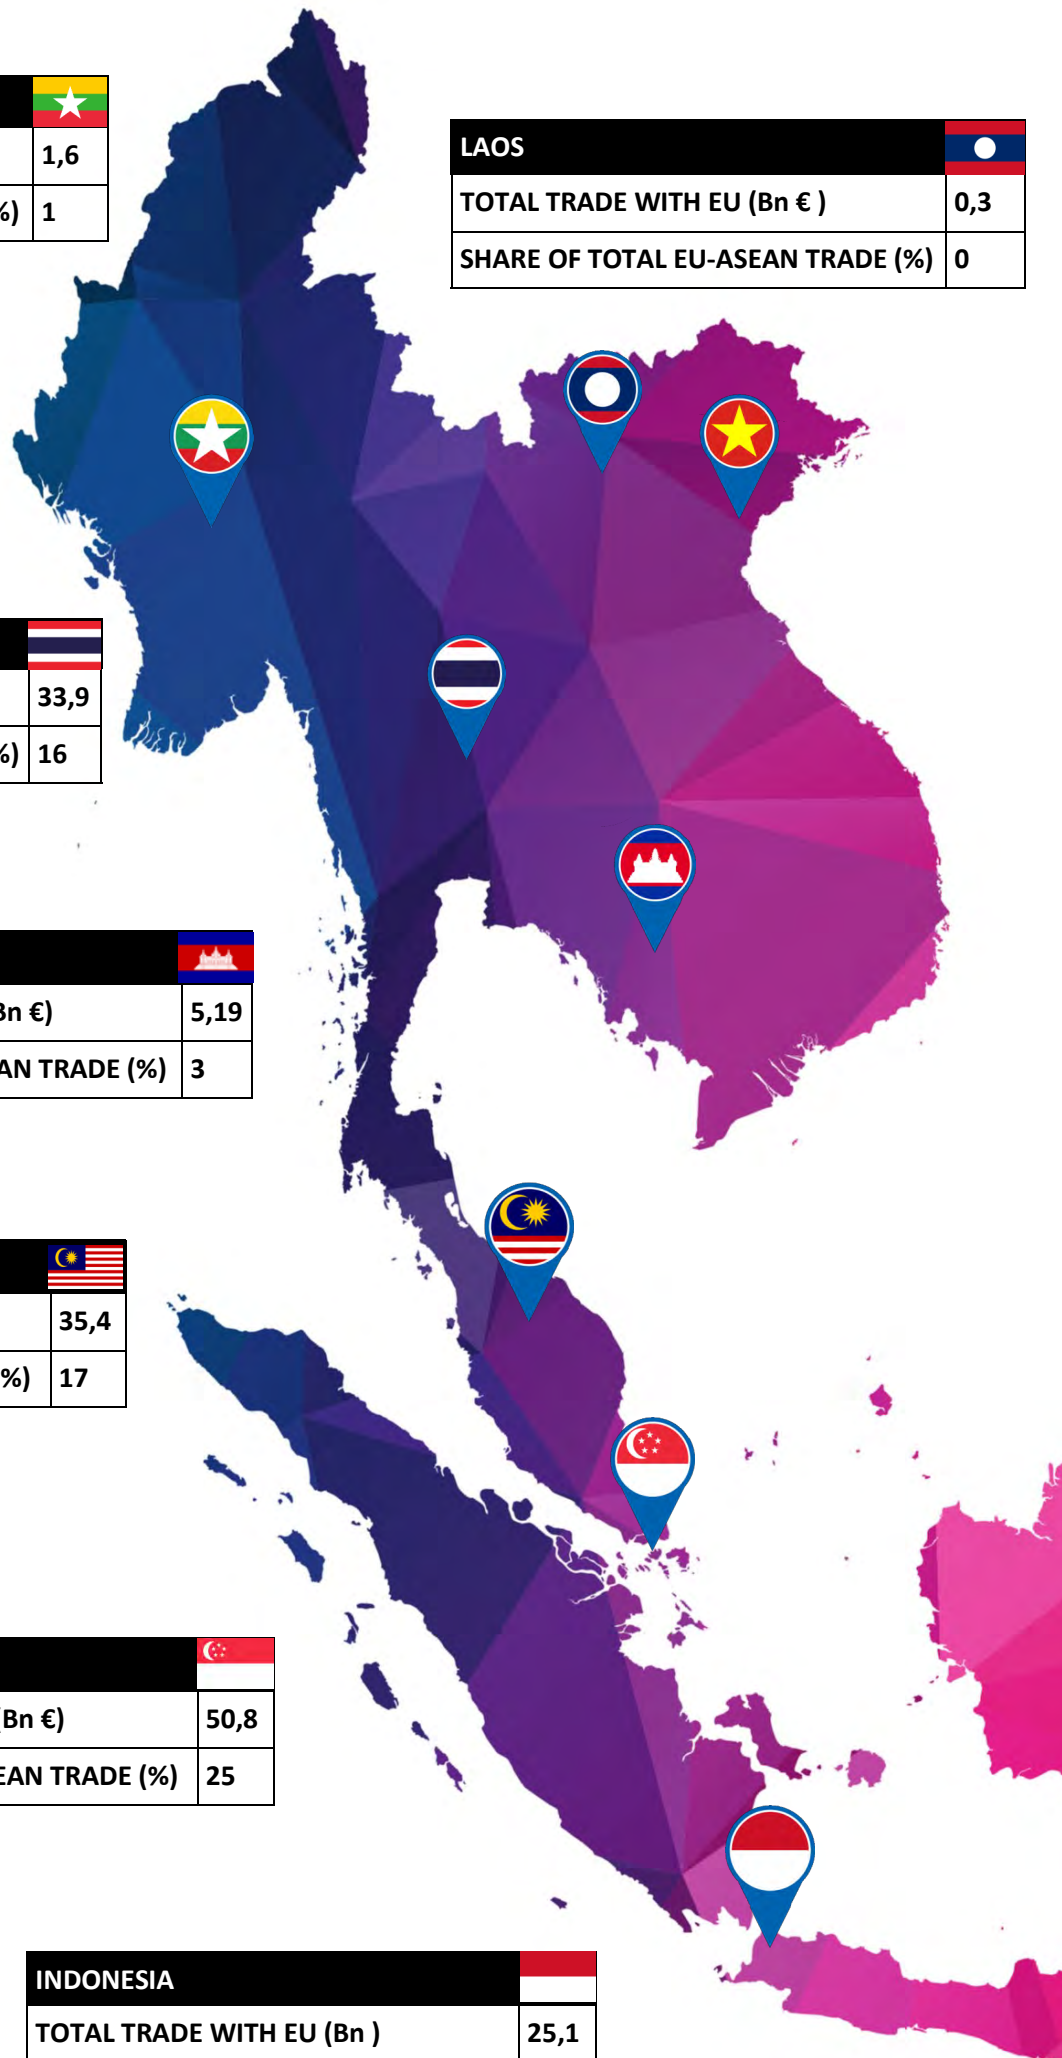 1,6
%) 1
LAOS
TOTAL TRADE WITH EU (Bn € ) 0,3
SHARE OF TOTAL EU-ASEAN TRADE (%) 0
33,9
%) 16
Bn €) 5,19
AN TRADE (%) 3
35,4
%) 17
(Bn €) 50,8
EAN TRADE (%) 25
INDONESIA
TOTAL TRADE WITH EU (Bn ) 25,1